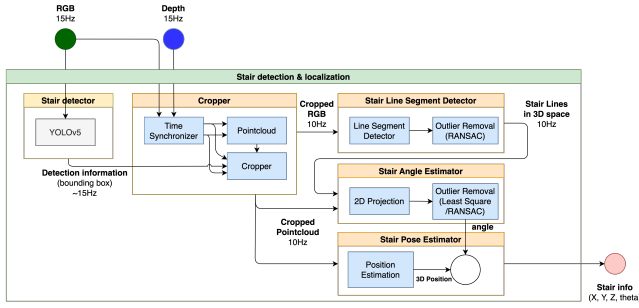 RGB
15Hz
Depth
15Hz
Stair detection & localization
Stair detector
YOLOv5
Detection information
(bounding box)
~15Hz
Cropper
Time
Synchronizer
Pointcloud
Cropper
Cropped
RGB
10Hz
Stair Line Segment Detector
Line Segment
Detector
Outlier Removal
(RANSAC)
Stair Lines
in 3D space
10Hz
Stair Angle Estimator
2D Projection
Outlier Removal
(Least Square
/RANSAC)
angle
Cropped
Pointcloud
10Hz
Stair Pose Estimator
Position
Estimation
3D Position
Stair info
(X, Y, Z, theta